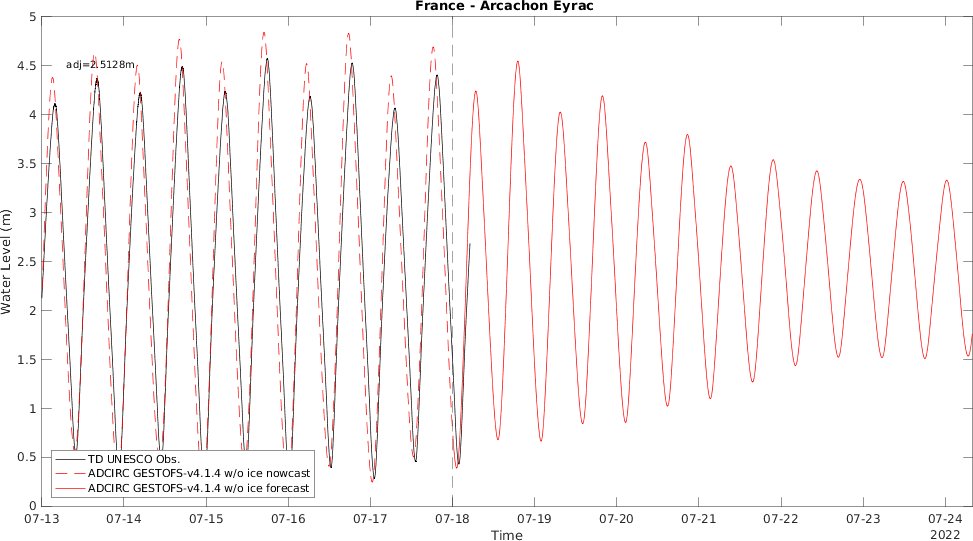 France - Arcachon Eyrac
adj=2.5128m
5
4.5
4
3.5
3
2.5
2
1.5
1
0.5
0
Water Level (m)
TD UNESCO Obs.
ADCIRC GESTOFS-v4.1.4 w/o ice nowcast
ADCIRC GESTOFS-v4.1.4 w/o ice forecast
07-13 07-14 07-15 07-16 07-17 07-18 07-19 07-20 07-21 07-22 07-23 07-24
Time
2022